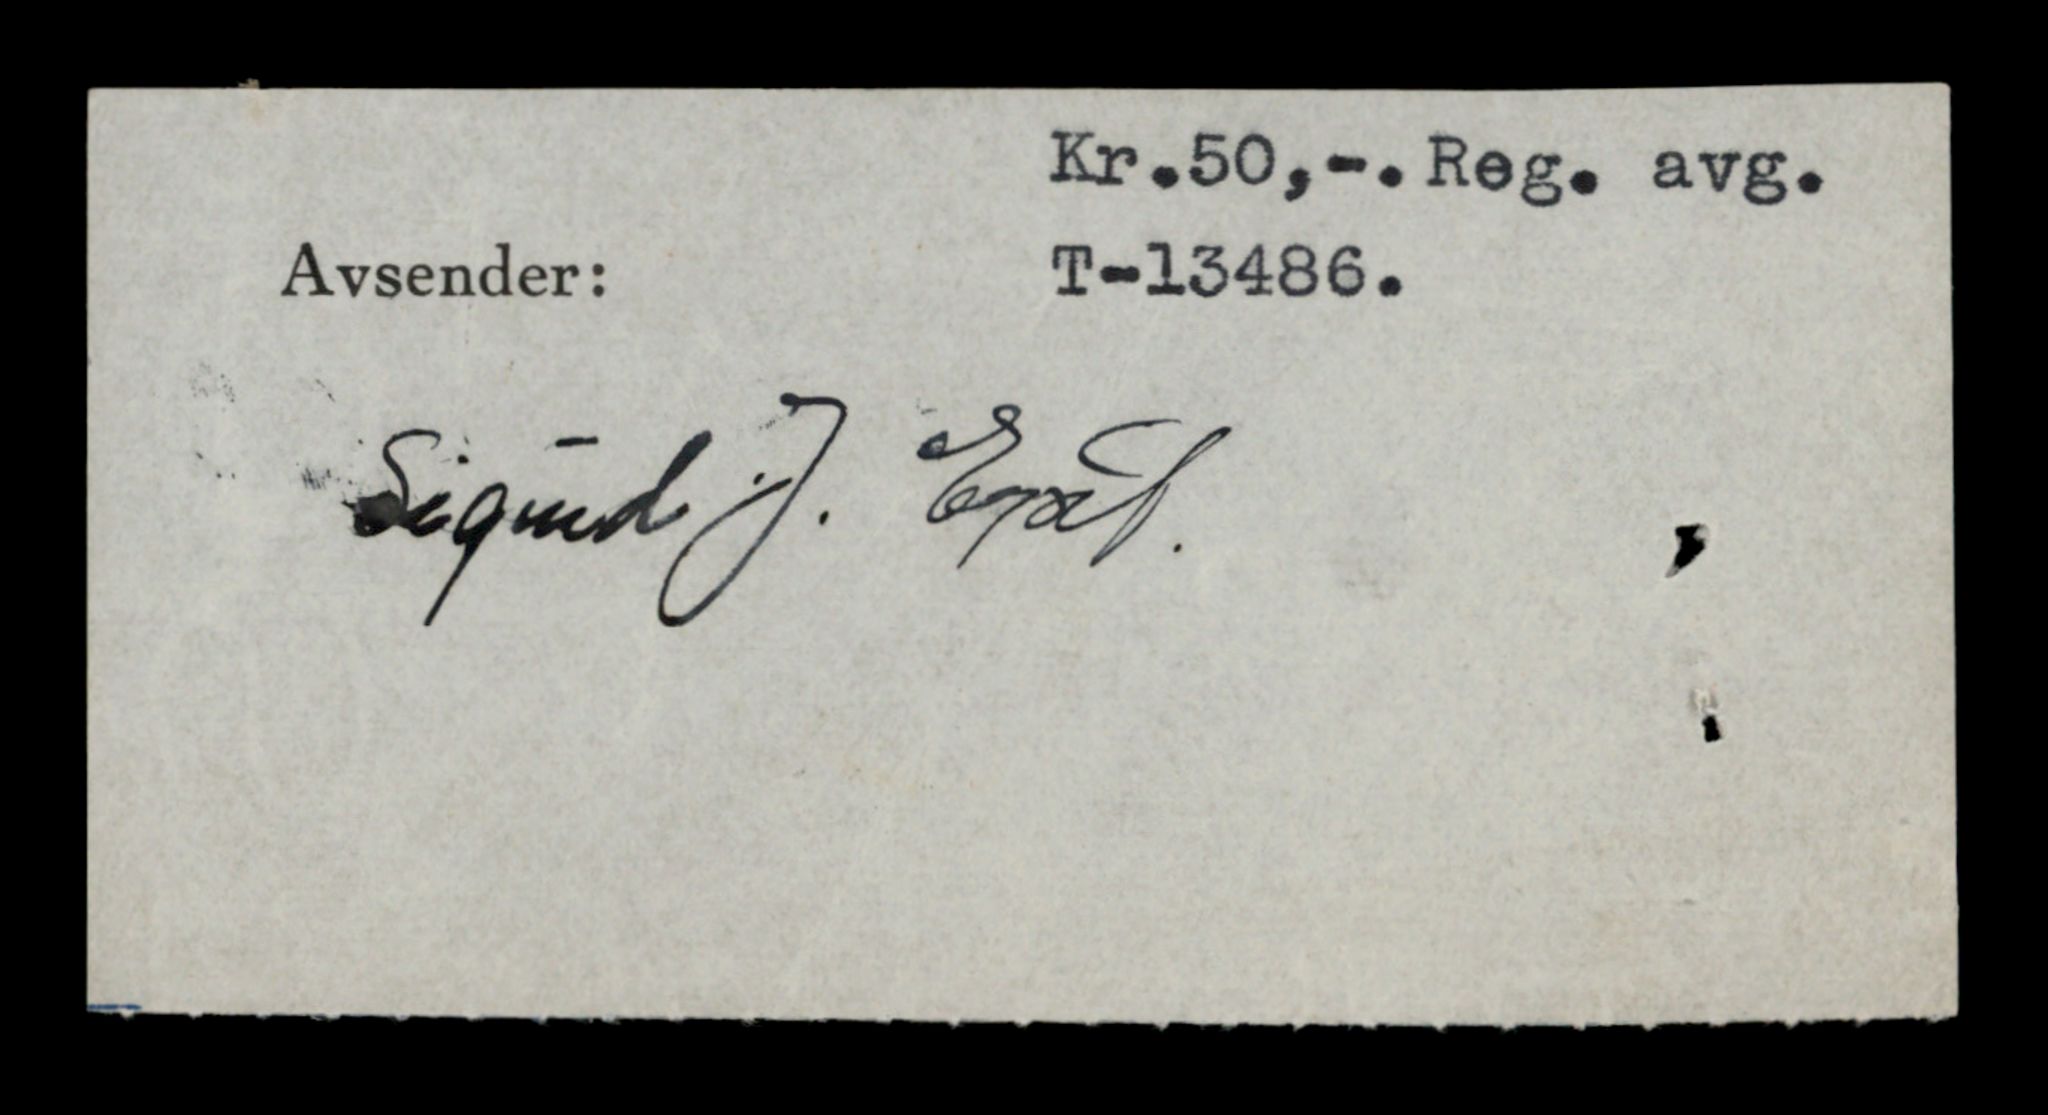 Kr.50,-. Reg. avg.
Avsender: T-13486.
Sigurd J.